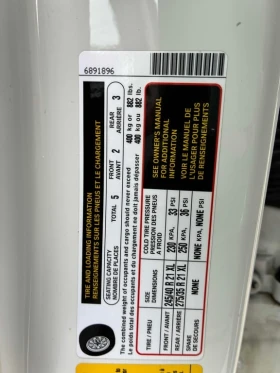 6891896
TIRE AND LOADING INFORMATION
RENSEIGNEMENTS SUR LES PNEUS ET LE CHARGEMENT
SEATING CAPACITY
NOMBRE DE PLACES
TOTAL 5
FRONT
AVANT 2
REAR
ARRIÈRE 3
The combined weight of occupants and cargo should never exceed 400 kg or 882 lbs.
Le poids total des occupants et du chargement ne doit jamais dépasser 400 kg ou 882 lb.
TIRE / PNEU
SIZE
DIMENSIONS
COLD TIRE PRESSURE
PRESSION DES PNEUS
A FROID
FRONT / AVANT
245/40 R 21 XL
230 KPA, 33 PSI
REAR / ARRIÈRE
275/35 R 21 XL
250 KPA, 36 PSI
SPARE
DE SECOURS
NONE
NONE KPA, NONE PSI
SEE OWNER'S MANUAL
FOR ADDITIONAL
INFORMATION
VOIR LE MANUEL DE
L'USAGER POUR PLUS
DE RENSEIGNEMENTS